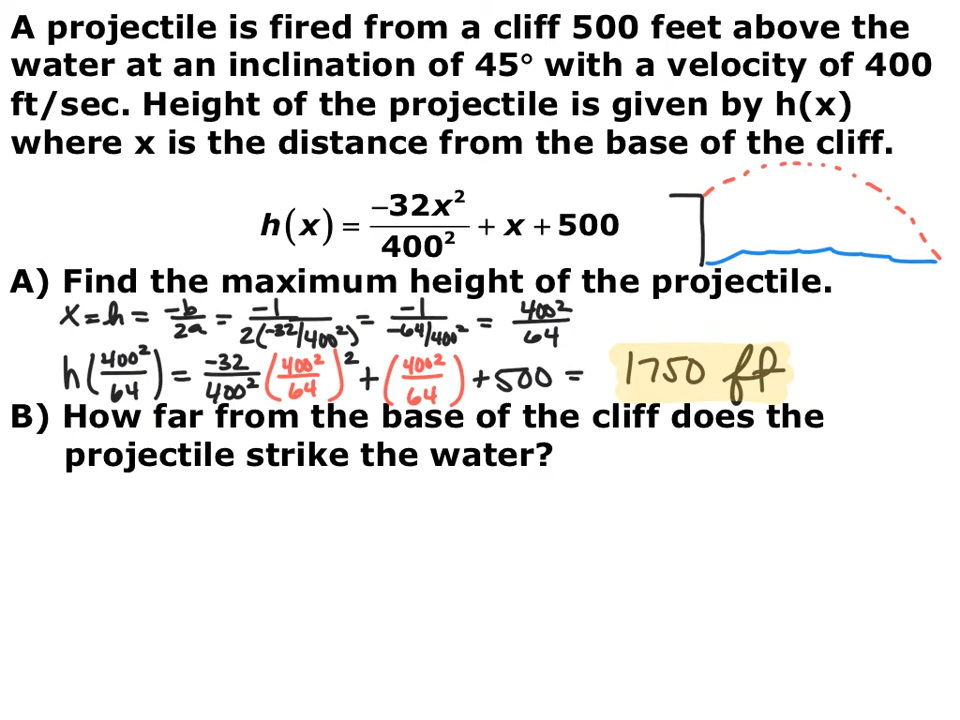 A projectile is fired from a cliff 500 feet above the
water at an inclination of 45° with a velocity of 400
ft/sec. Height of the projectile is given by h(x)
where x is the distance from the base of the cliff.
h(x) = −32x²/400² + x + 500
A) Find the maximum height of the projectile.
x = h = -b/2a = -1/2(-32/400²) = -1/-64/400² = 400²/64
h(400²/64) = -32/400² (400²/64)² + (400²/64) + 500 = 1750 ft
B) How far from the base of the cliff does the
projectile strike the water?